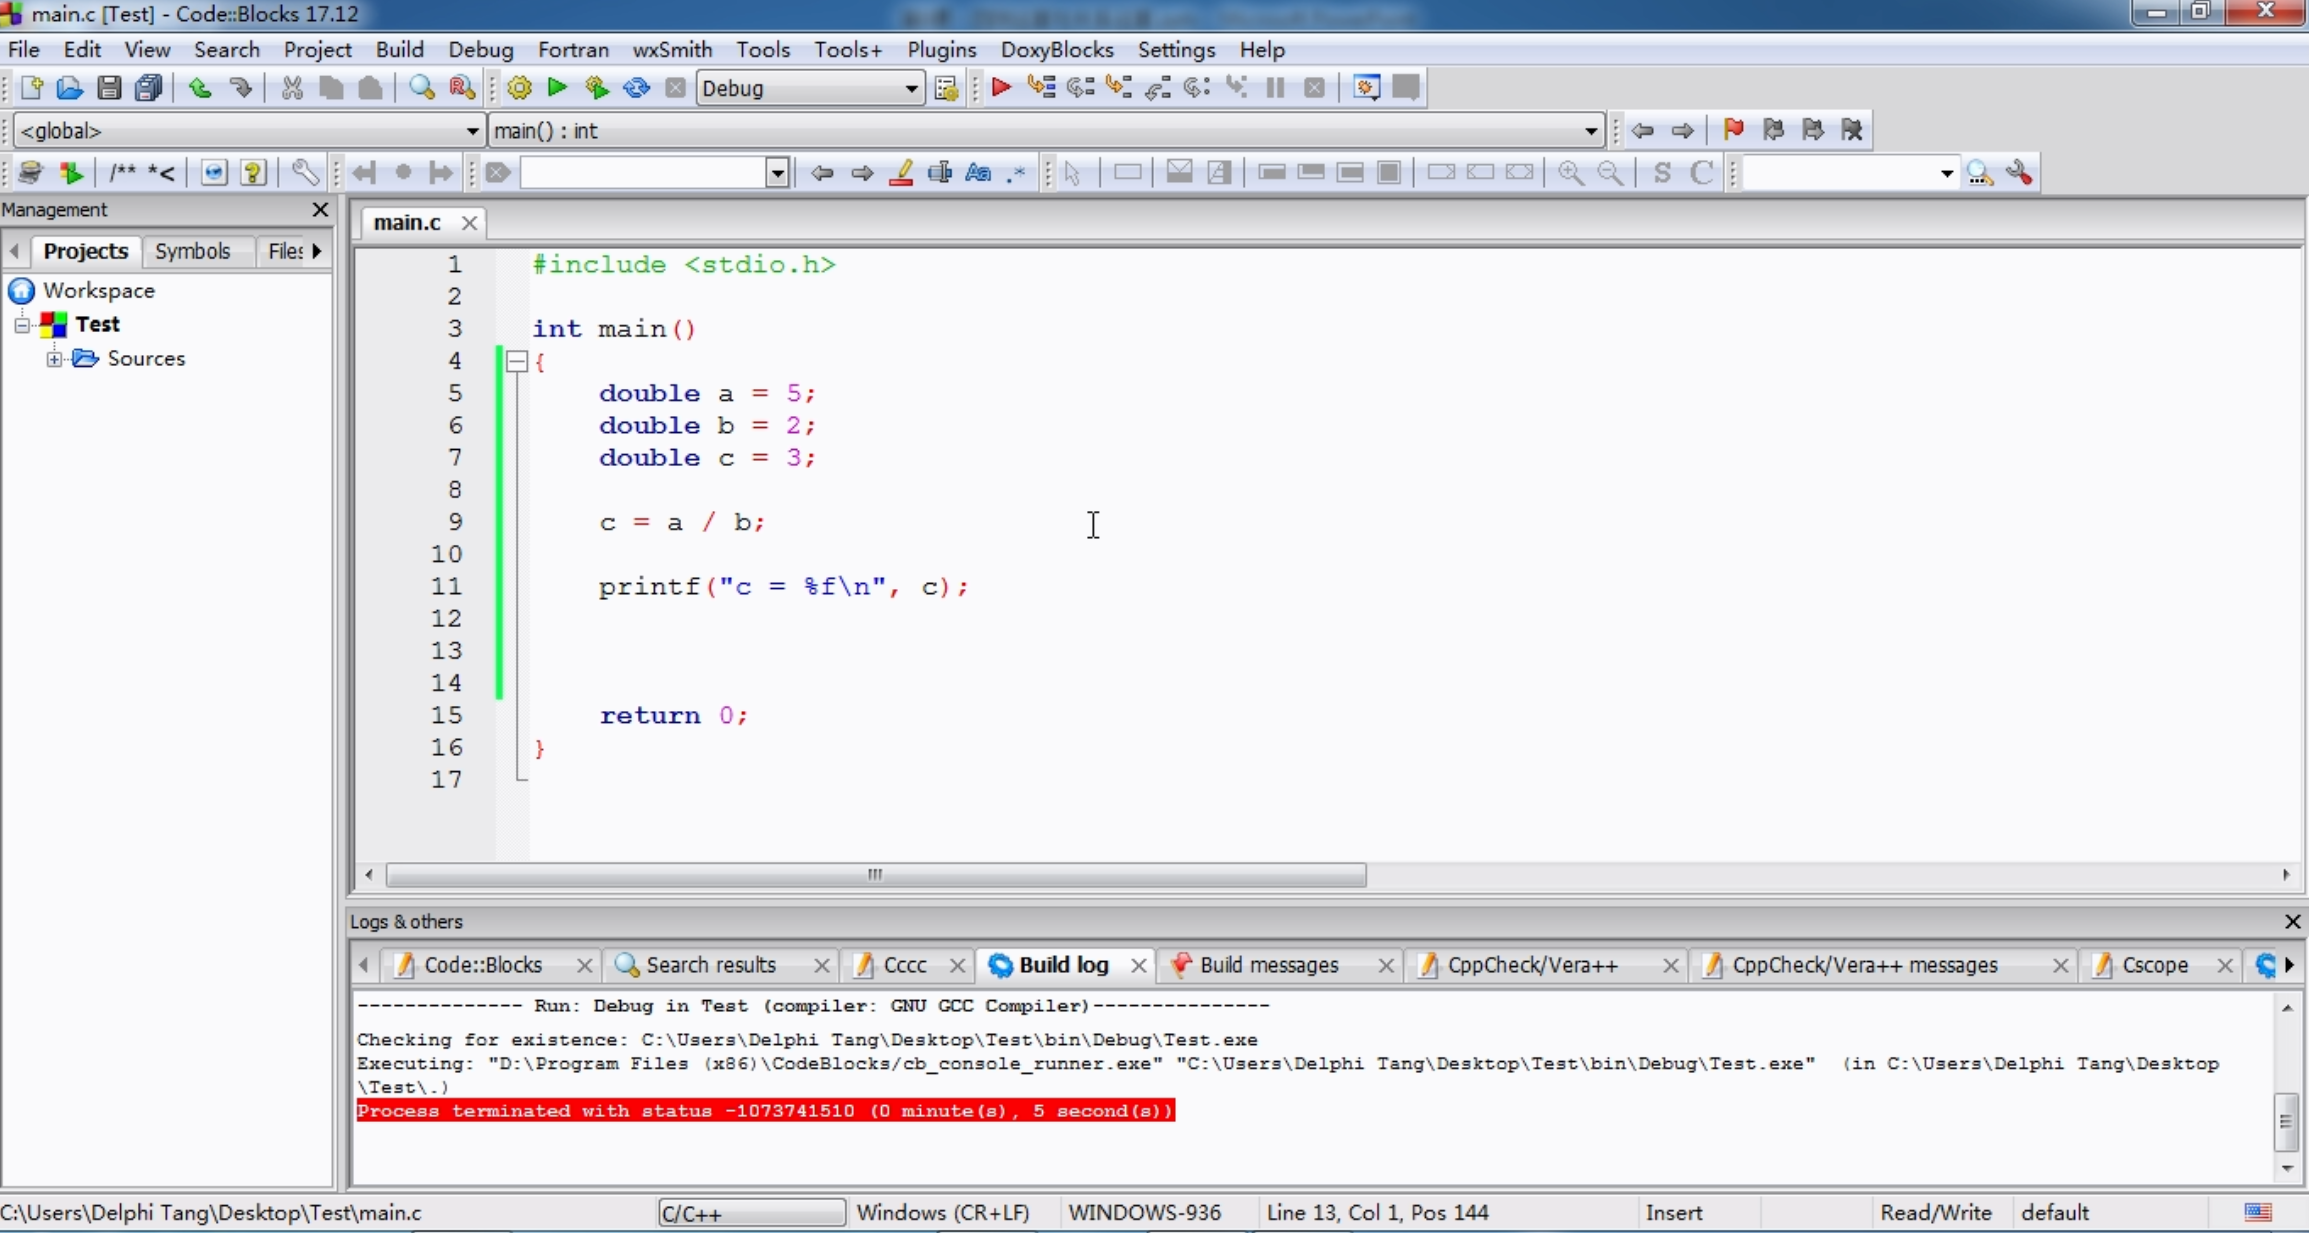 main.c [Test] - Code::Blocks 17.12
File Edit View Search Project Build Debug Fortran wxSmith Tools Tools+ Plugins DoxyBlocks Settings Help
Debug
<global> main() : int
/** *< Aa .* S C
Management
Projects Symbols Files
Workspace
Test
Sources
main.c
1 #include <stdio.h>
2
3 int main()
4 {
5 double a = 5;
6 double b = 2;
7 double c = 3;
8
9 c = a / b;
10
11 printf("c = %f\n", c);
12
13
14
15 return 0;
16 }
17
Logs & others
Code::Blocks Search results Cccc Build log Build messages CppCheck/Vera++ CppCheck/Vera++ messages Cscope
-------------- Run: Debug in Test (compiler: GNU GCC Compiler)---------------
Checking for existence: C:\Users\Delphi Tang\Desktop\Test\bin\Debug\Test.exe
Executing: "D:\Program Files (x86)\CodeBlocks/cb_console_runner.exe" "C:\Users\Delphi Tang\Desktop\Test\bin\Debug\Test.exe"  (in C:\Users\Delphi Tang\Desktop
\Test\.)
Process terminated with status -1073741510 (0 minute(s), 5 second(s))
C:\Users\Delphi Tang\Desktop\Test\main.c C/C++ Windows (CR+LF) WINDOWS-936 Line 13, Col 1, Pos 144 Insert Read/Write default